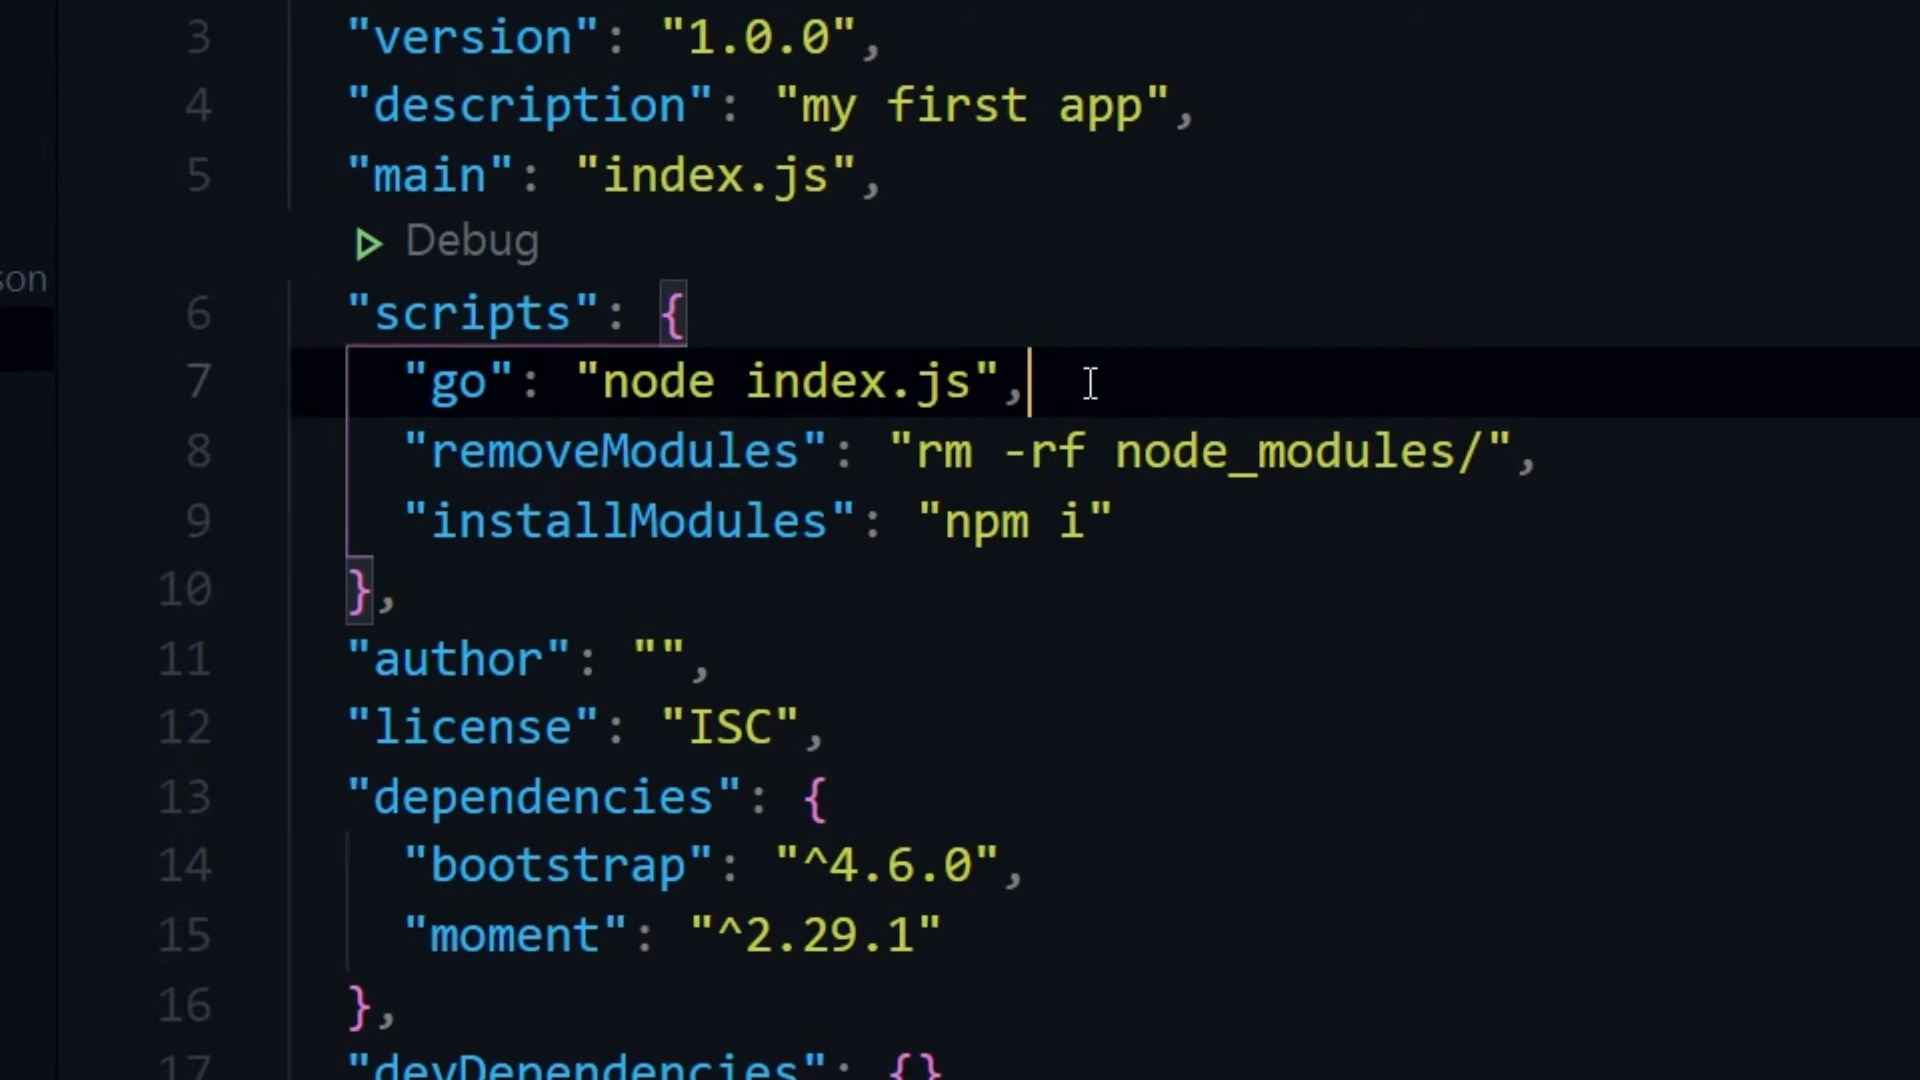 3 "version": "1.0.0",
4 "description": "my first app",
5 "main": "index.js",
Debug
son
6 "scripts": {
7 "go": "node index.js",
8 "removeModules": "rm -rf node_modules/",
9 "installModules": "npm i"
10 },
11 "author": "",
12 "license": "ISC",
13 "dependencies": {
14 "bootstrap": "^4.6.0",
15 "moment": "^2.29.1"
16 },
17 "devDependencies": {}